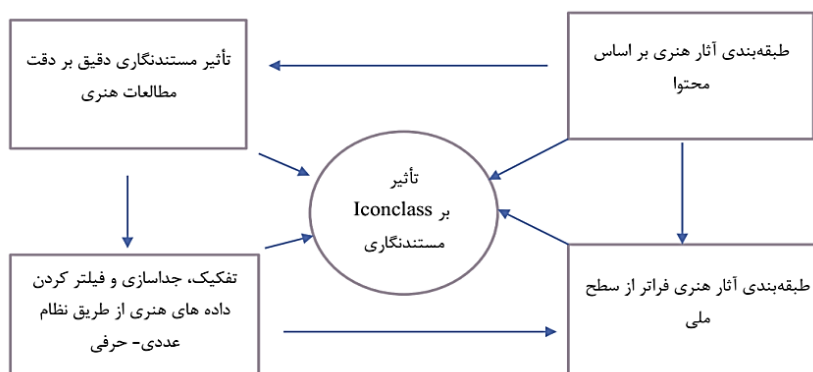 طبقه‌بندی آثار هنری بر اساس
محتوا
تأثیر مستندنگاری دقیق بر دقت
مطالعات هنری
تأثیر
بر Iconclass
مستندنگاری
طبقه‌بندی آثار هنری فراتر از سطح
ملی
تفکیک، جداسازی و فیلتر کردن
داده های هنری از طریق نظام
عددی- حرفی